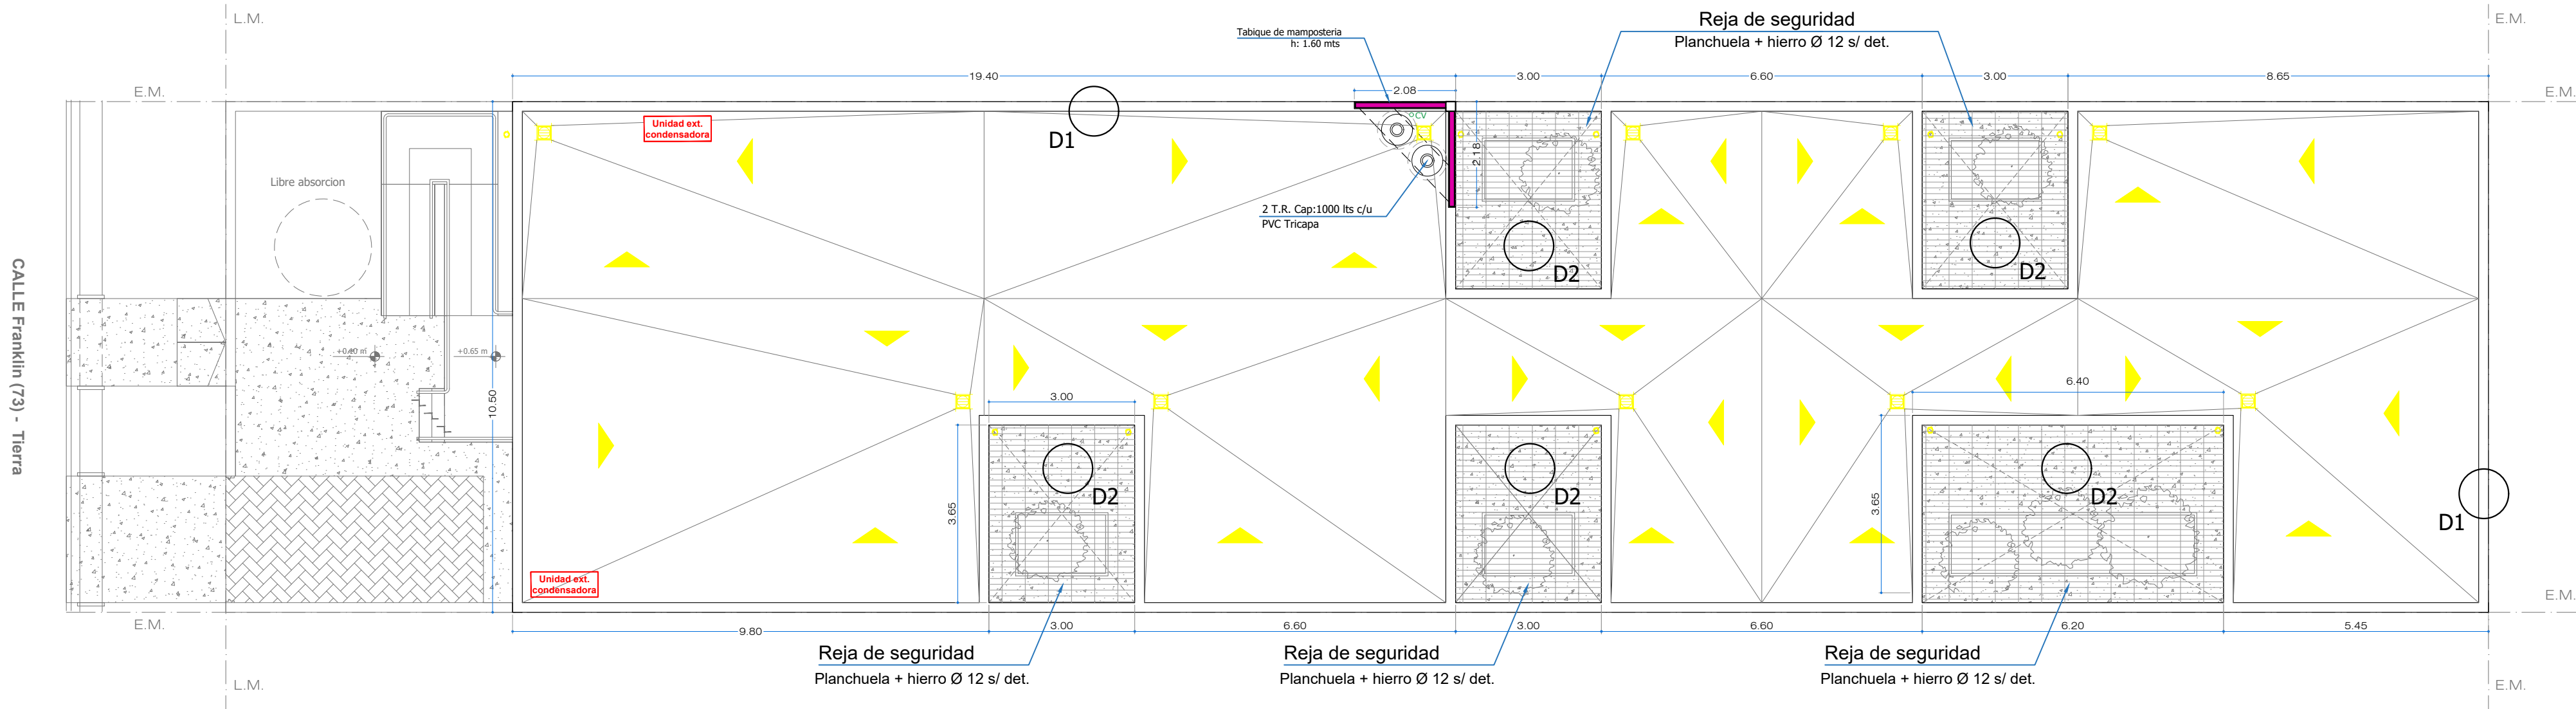 L.M.
E.M.
Tabique de mamposteria
h: 1.60 mts
Reja de seguridad
Planchuela + hierro Ø 12 s/ det.
19.40
3.00
6.60
3.00
8.65
2.08
E.M.
E.M.
Unidad ext.
condensadora
D1
CV
2.18
Libre absorcion
2 T.R. Cap:1000 lts c/u
PVC Tricapa
D2
D2
CALLE Franklin (73) - Tierra
+0.10 m
+0.65 m
10.50
3.00
6.40
3.65
3.65
D2
D2
D2
D1
Unidad ext.
condensadora
E.M.
E.M.
9.80
3.00
6.60
3.00
6.60
6.20
5.45
Reja de seguridad
Planchuela + hierro Ø 12 s/ det.
Reja de seguridad
Planchuela + hierro Ø 12 s/ det.
Reja de seguridad
Planchuela + hierro Ø 12 s/ det.
L.M.
E.M.